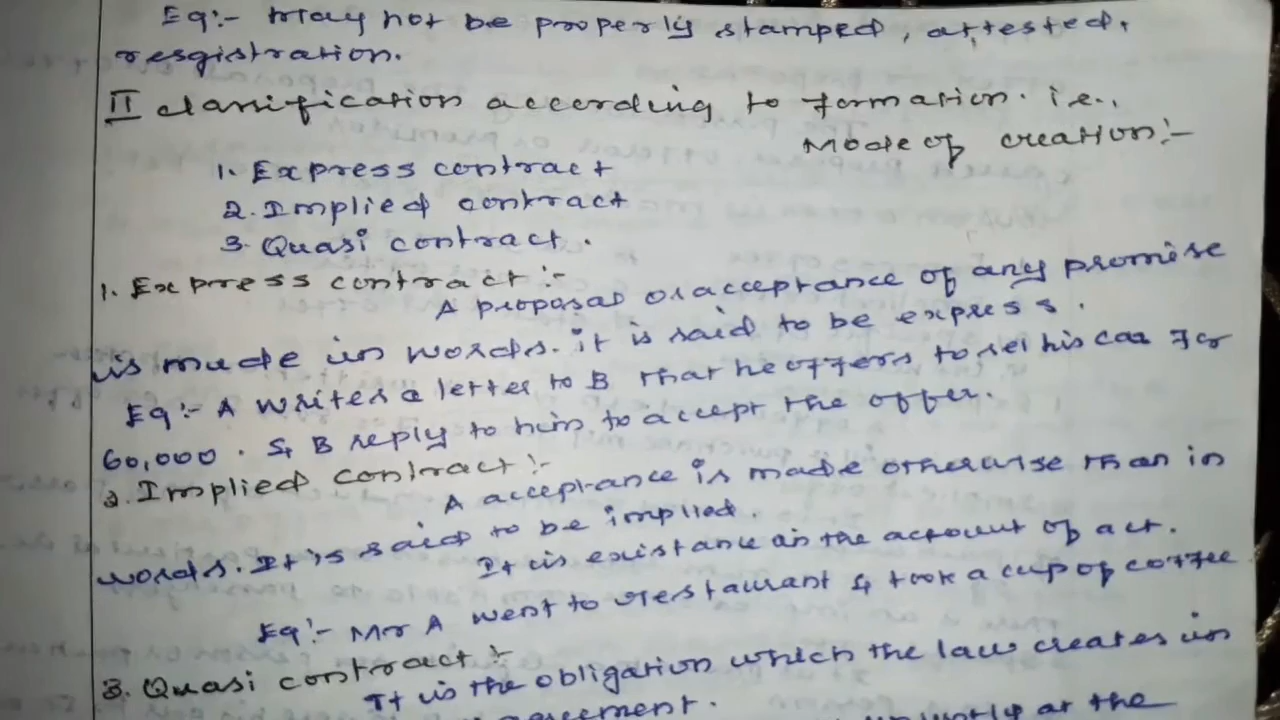 Eg:- May not be properly stamped, attested,
resgistration.
II classification according to formation. i.e.,
Mode of creation:-
1. Express contract
2. Implied contract
3. Quasi contract.
1. Express contract :-
A proposal or acceptance of any promise
is made in words. it is said to be express.
Eg:- A writes a letter to B that he offers to sel his car For
60,000. & B reply to him to accept the offer.
2. Implied contract :-
A acceptance is made otherwise than in
words. It is said to be implied.
It is existance in the account of act.
Eg:- Mr A went to restaurant & took a cup of coffee
3. Quasi contract :-
It is the obligation which the law creates in
agreement. at the